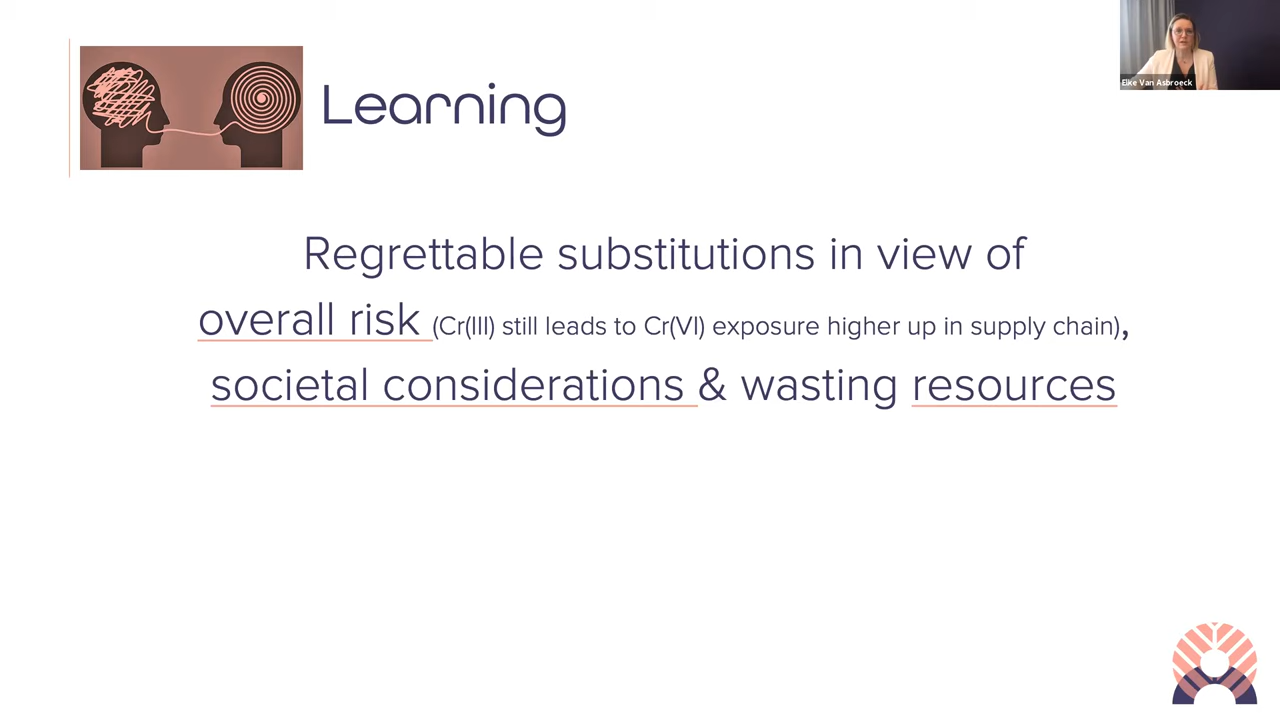 Elke Van Asbroeck
Learning
Regrettable substitutions in view of
overall risk (Cr(III) still leads to Cr(VI) exposure higher up in supply chain),
societal considerations & wasting resources